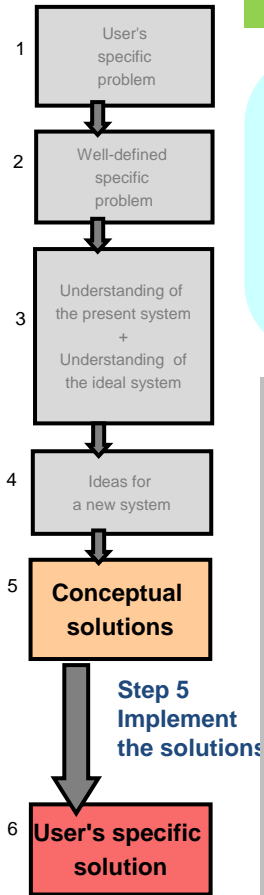 1
User's
specific
problem
2
Well-defined
specific
problem
3
Understanding of
the present system
+
Understanding of
the ideal system
4
Ideas for
a new system
5
Conceptual
solutions
Step 5
Implement
the solutions
6
User's specific
solution